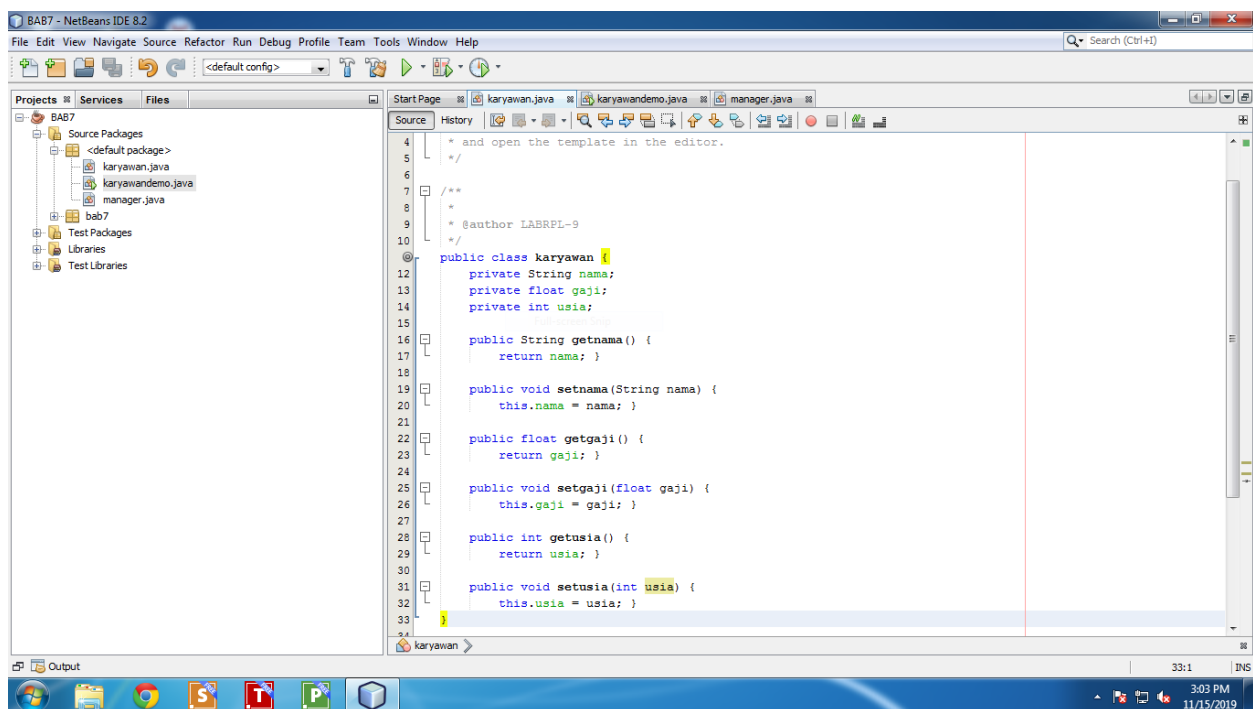 BAB7 - NetBeans IDE 8.2
File Edit View Navigate Source Refactor Run Debug Profile Team Tools Window Help
Search (Ctrl+I)
<default config>
Projects Services Files
Start Page karyawan.java karyawandemo.java manager.java
BAB7
Source Packages
<default package>
karyawan.java
karyawandemo.java
manager.java
bab7
Test Packages
Libraries
Test Libraries
Source History
4 * and open the template in the editor.
5 */
6
7 /**
8 *
9 * @author LABRPL-9
10 */
public class karyawan {
12 private String nama;
13 private float gaji;
14 private int usia;
15
16 public String getnama() {
17 return nama; }
18
19 public void setnama(String nama) {
20 this.nama = nama; }
21
22 public float getgaji() {
23 return gaji; }
24
25 public void setgaji(float gaji) {
26 this.gaji = gaji; }
27
28 public int getusia() {
29 return usia; }
30
31 public void setusia(int usia) {
32 this.usia = usia; }
33 }
34
karyawan
Output
33:1 INS
S T P
3:03 PM
11/15/2019